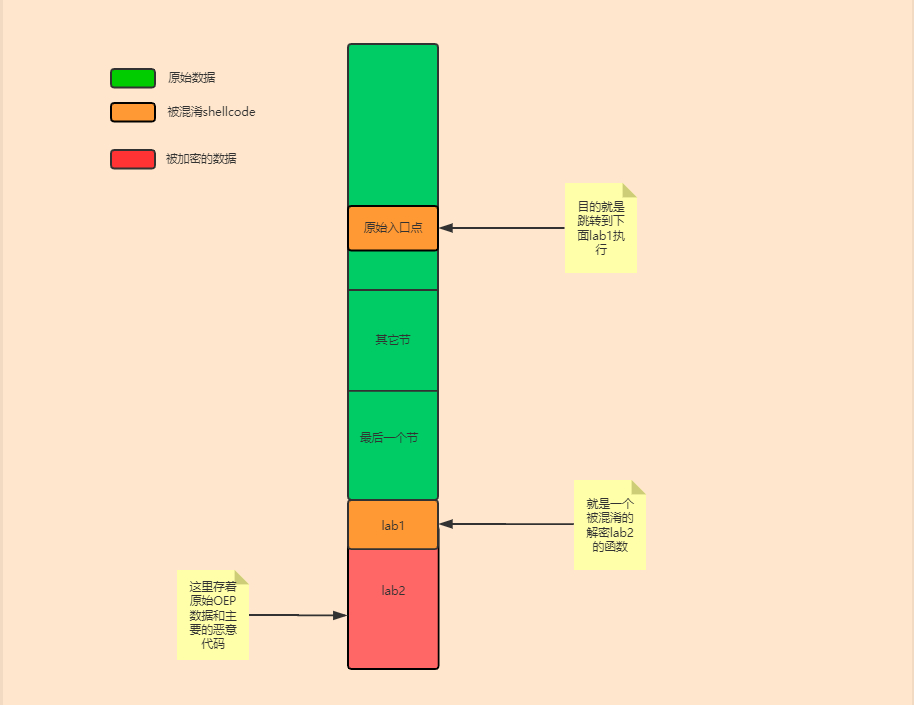 原始数据
被混淆shellcode
被加密的数据
原始入口点
目的就是
跳转到下
面lab1执
行
其它节
最后一个节
lab1
就是一个
被混淆的
解密lab2
的函数
lab2
这里存着
原始OEP
数据和主
要的恶意
代码